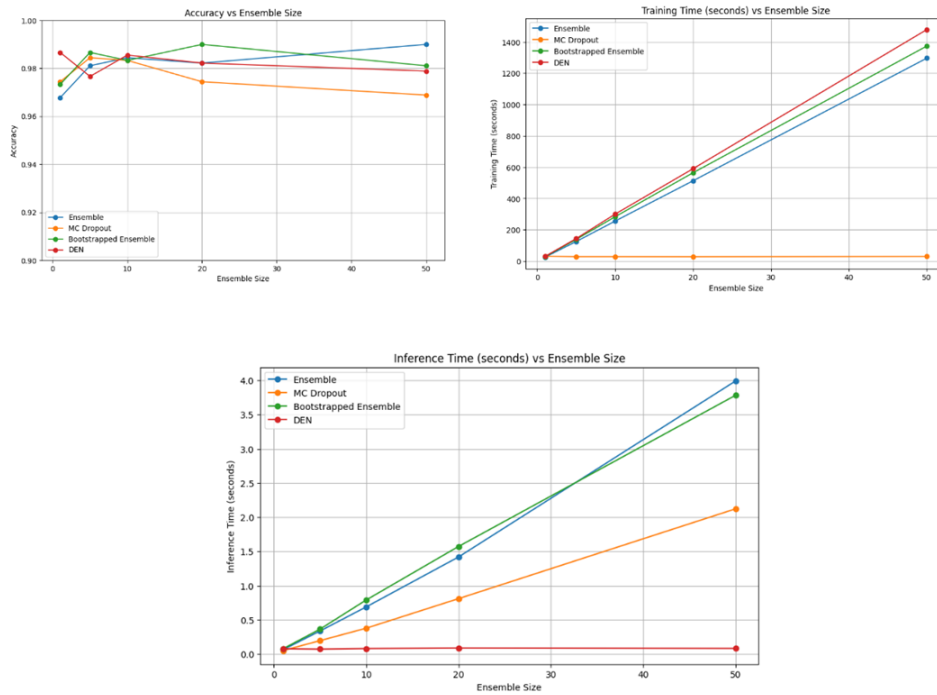 Accuracy vs Ensemble Size
1.00
0.98
0.96
0.94
0.92
0.90
Accuracy
Ensemble
MC Dropout
Bootstrapped Ensemble
DEN
0 10 20 30 40 50
Ensemble Size
Training Time (seconds) vs Ensemble Size
Ensemble
MC Dropout
Bootstrapped Ensemble
DEN
1400
1200
1000
800
600
400
200
0
Training Time (seconds)
0 10 20 30 40 50
Ensemble Size
Inference Time (seconds) vs Ensemble Size
Ensemble
MC Dropout
Bootstrapped Ensemble
DEN
4.0
3.5
3.0
2.5
2.0
1.5
1.0
0.5
0.0
Inference Time (seconds)
0 10 20 30 40 50
Ensemble Size